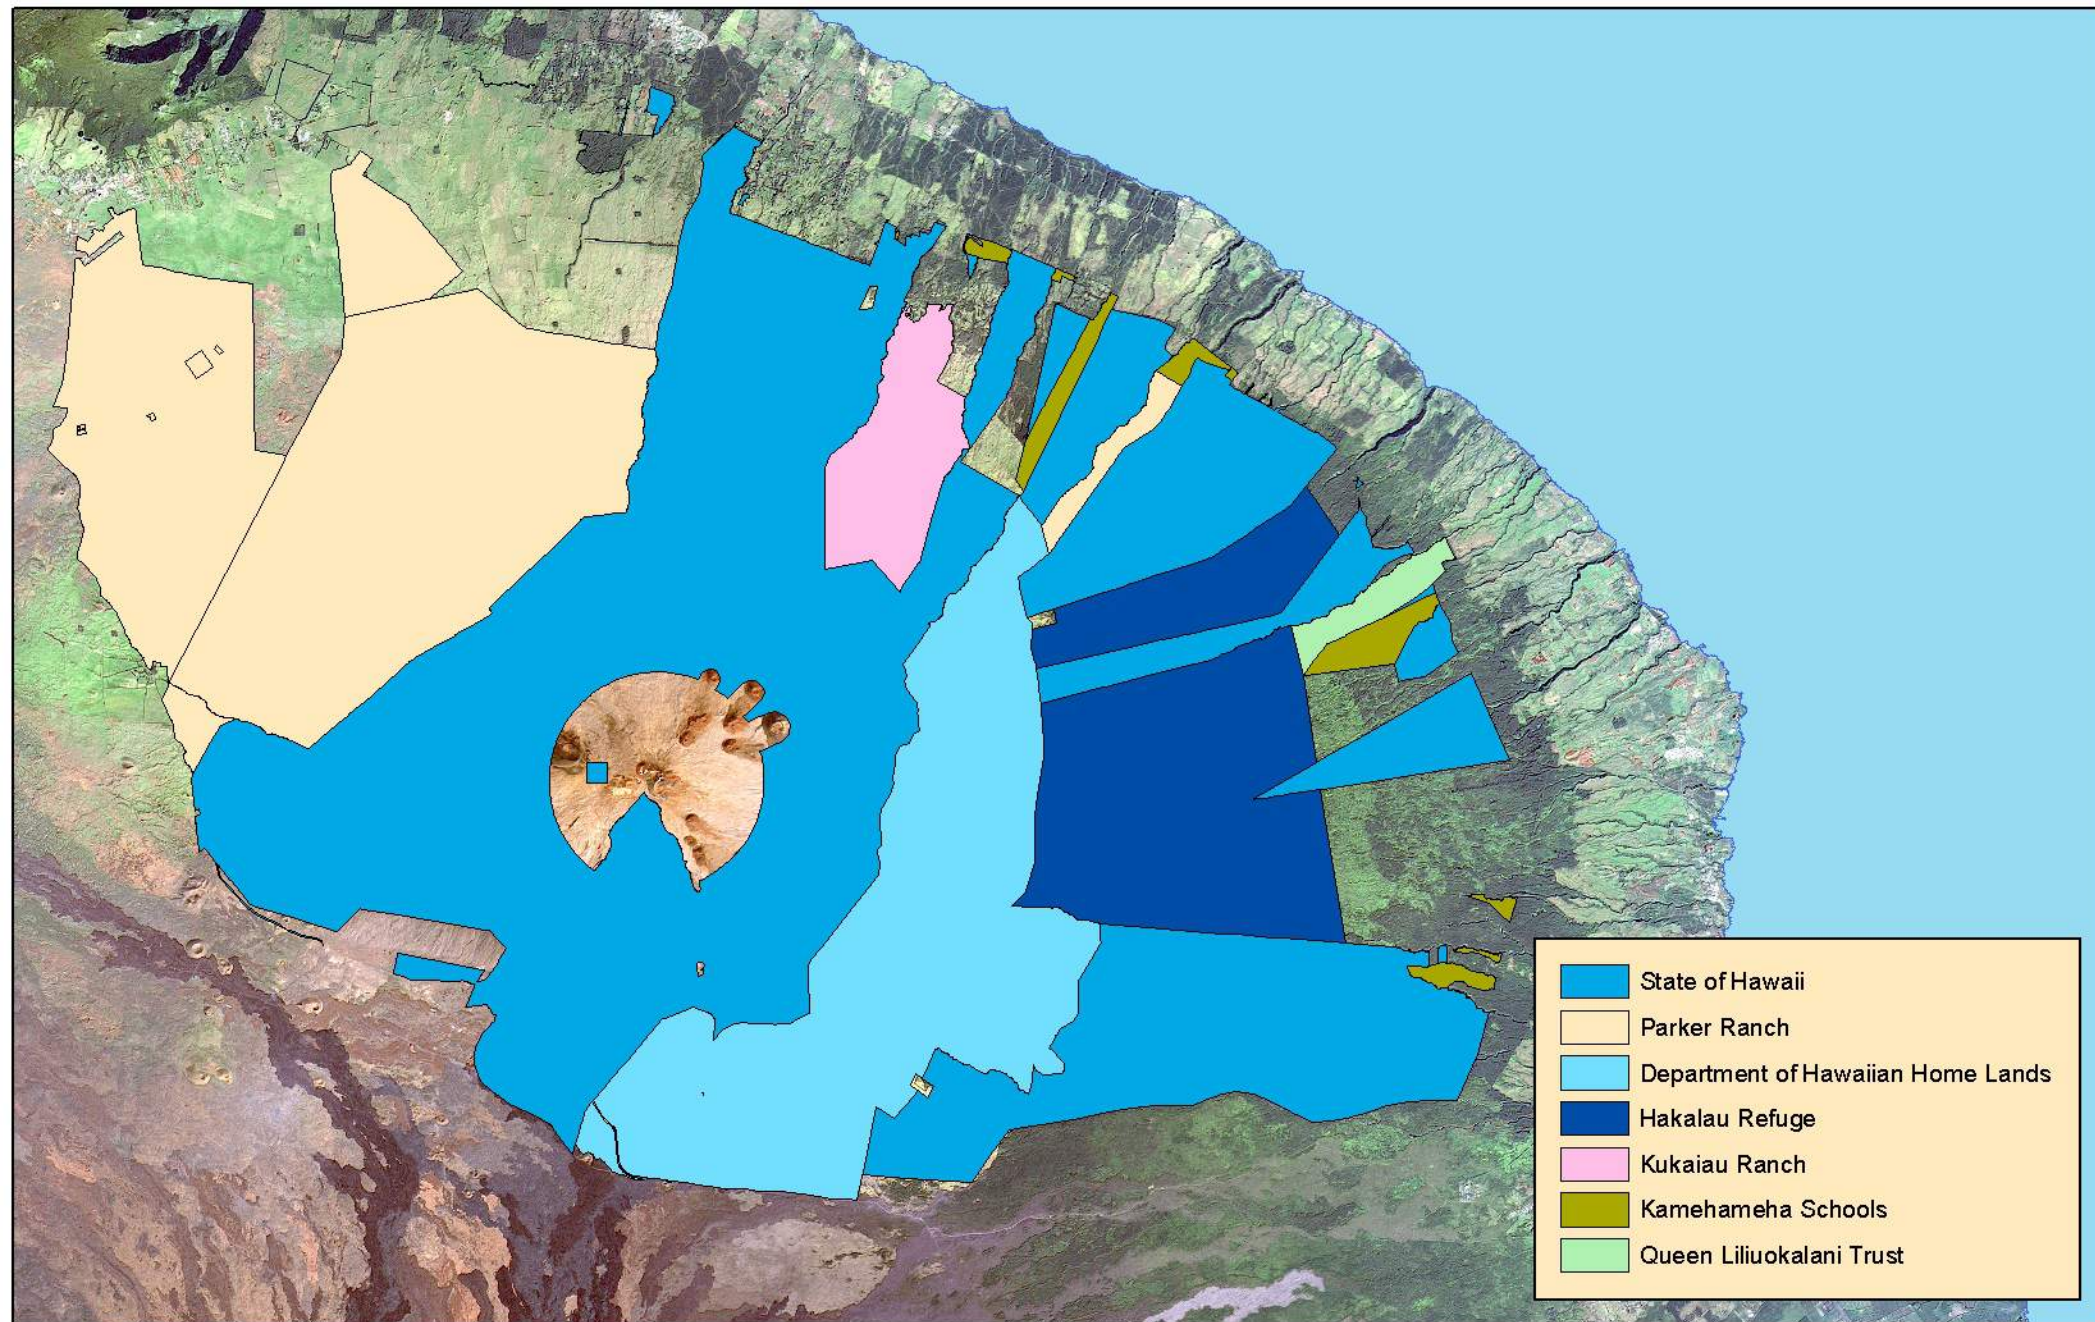 State of Hawaii
Parker Ranch
Department of Hawaiian Home Lands
Hakalau Refuge
Kukaiau Ranch
Kamehameha Schools
Queen Liliuokalani Trust